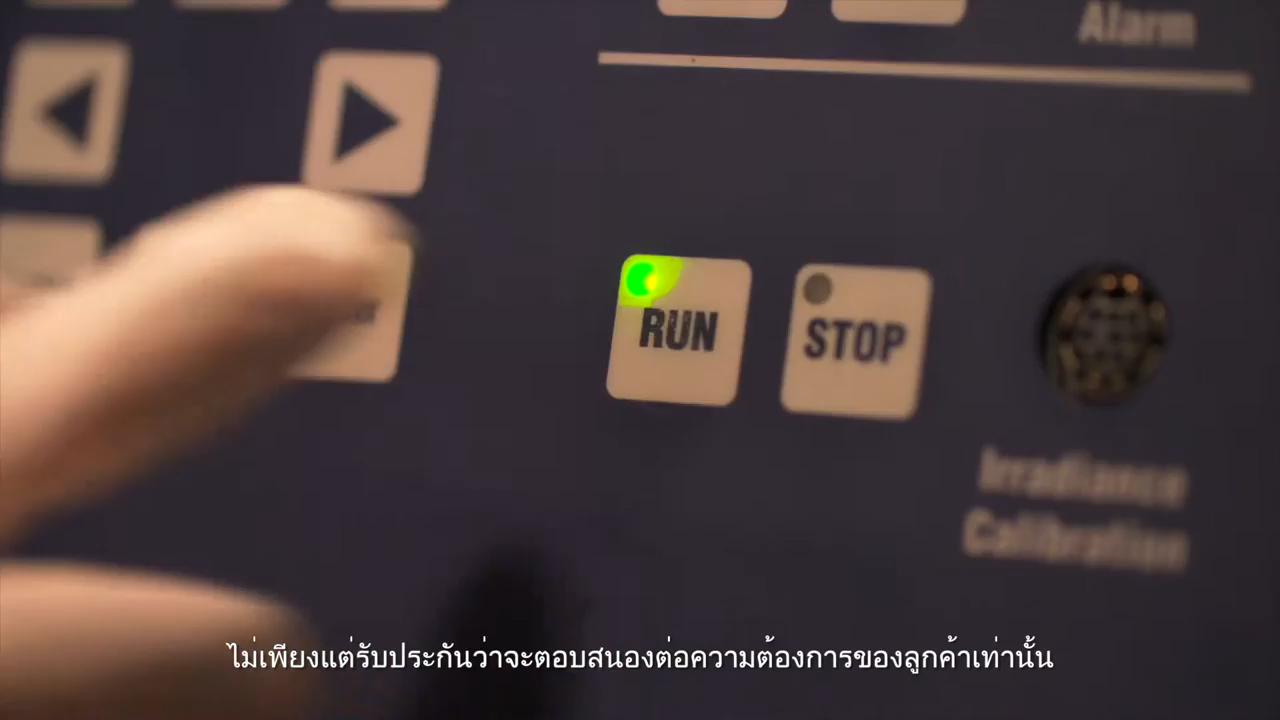 Alarm
RUN
STOP
Irradiance
Calibration
ไม่เพียงแต่รับประกันว่าจะตอบสนองต่อความต้องการของลูกค้าเท่านั้น